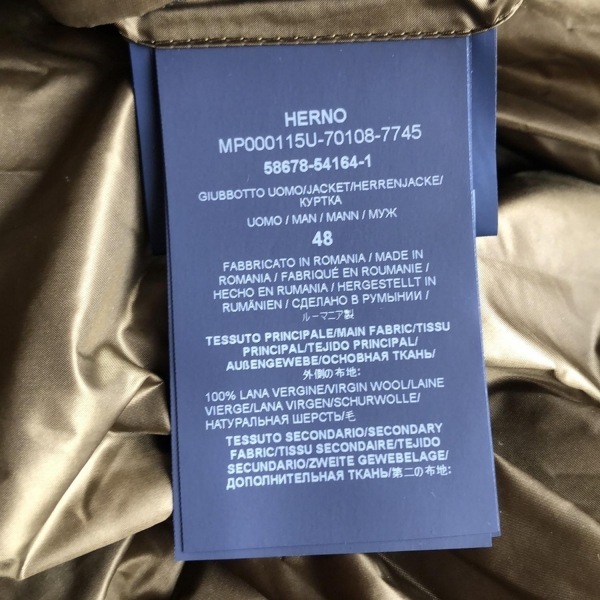 HERNO
MP000115U-70108-7745
58678-54164-1
GIUBBOTTO UOMO/JACKET/HERRENJACKE/
КУРТКА
UOMO / MAN / MANN / МУЖ
48
FABBRICATO IN ROMANIA / MADE IN
ROMANIA / FABRIQUÉ EN ROUMANIE /
HECHO EN RUMANIA / HERGESTELLT IN
RUMÄNIEN / СДЕЛАНО В РУМЫНИИ /
ルーマニア製
TESSUTO PRINCIPALE/MAIN FABRIC/TISSU
PRINCIPAL/TEJIDO PRINCIPAL/
AUßENGEWEBE/ОСНОВНАЯ ТКАНЬ/
外側の布地:
100% LANA VERGINE/VIRGIN WOOL/LAINE
VIERGE/LANA VIRGEN/SCHURWOLLE/
НАТУРАЛЬНАЯ ШЕРСТЬ/毛
TESSUTO SECONDARIO/SECONDARY
FABRIC/TISSU SECONDAIRE/TEJIDO
SECUNDARIO/ZWEITE GEWEBELAGE/
ДОПОЛНИТЕЛЬНАЯ ТКАНЬ/第二の布地: